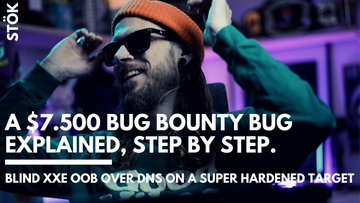 STÖK
A $7.500 BUG BOUNTY BUG
EXPLAINED, STEP BY STEP.
BLIND XXE OOB OVER DNS ON A SUPER HARDENED TARGET